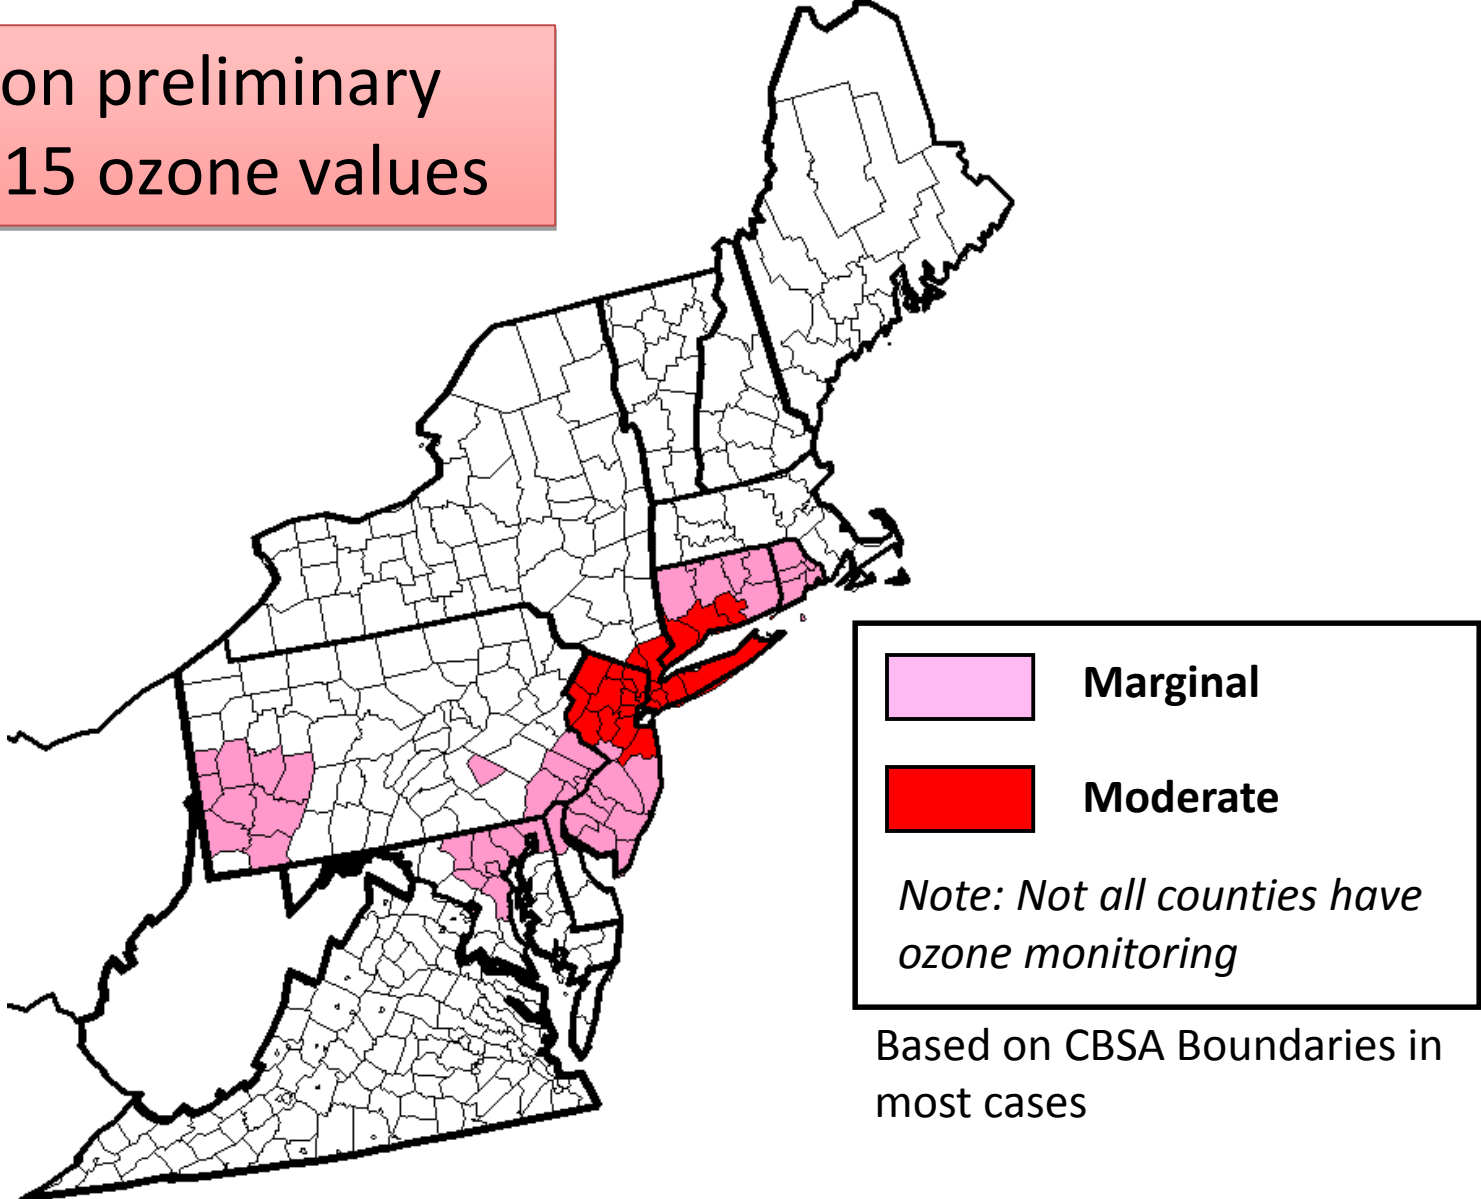 on preliminary
15 ozone values
Marginal
Moderate
Note: Not all counties have
ozone monitoring
Based on CBSA Boundaries in
most cases